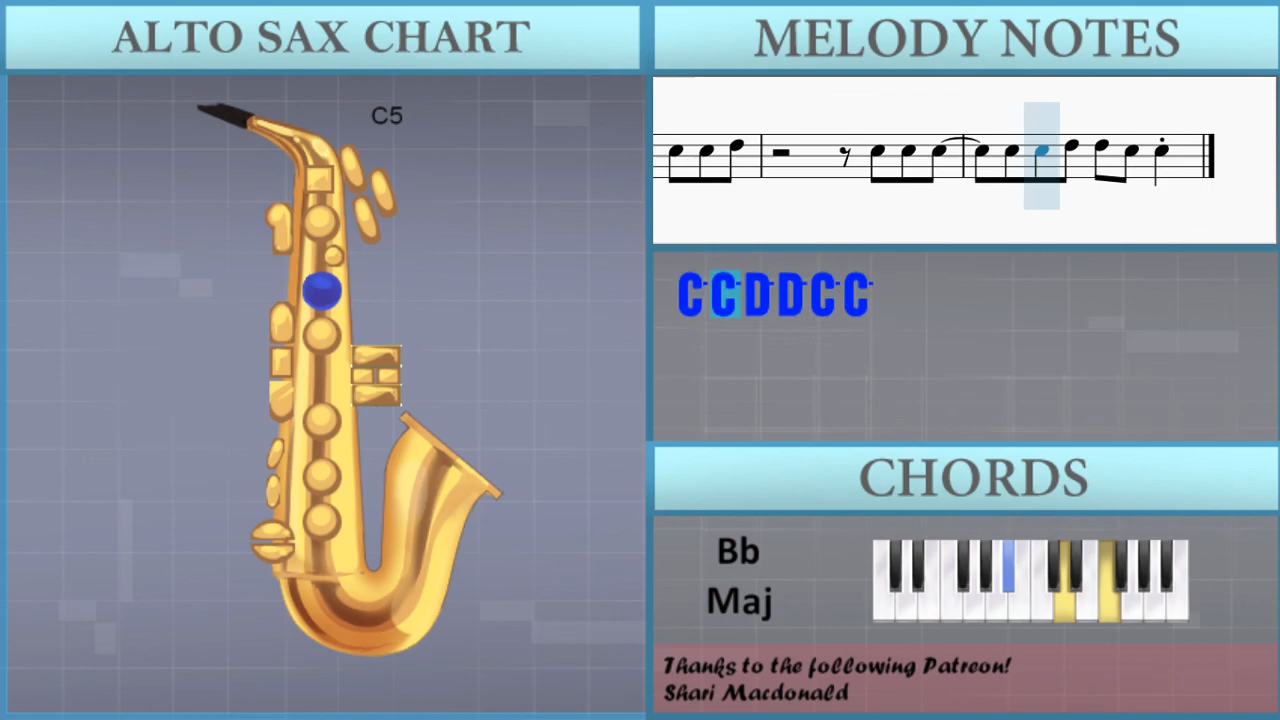 ALTO SAX CHART
MELODY NOTES
C5
CCDDCC
CHORDS
Bb
Maj
Thanks to the following Patreon!
Shari Macdonald